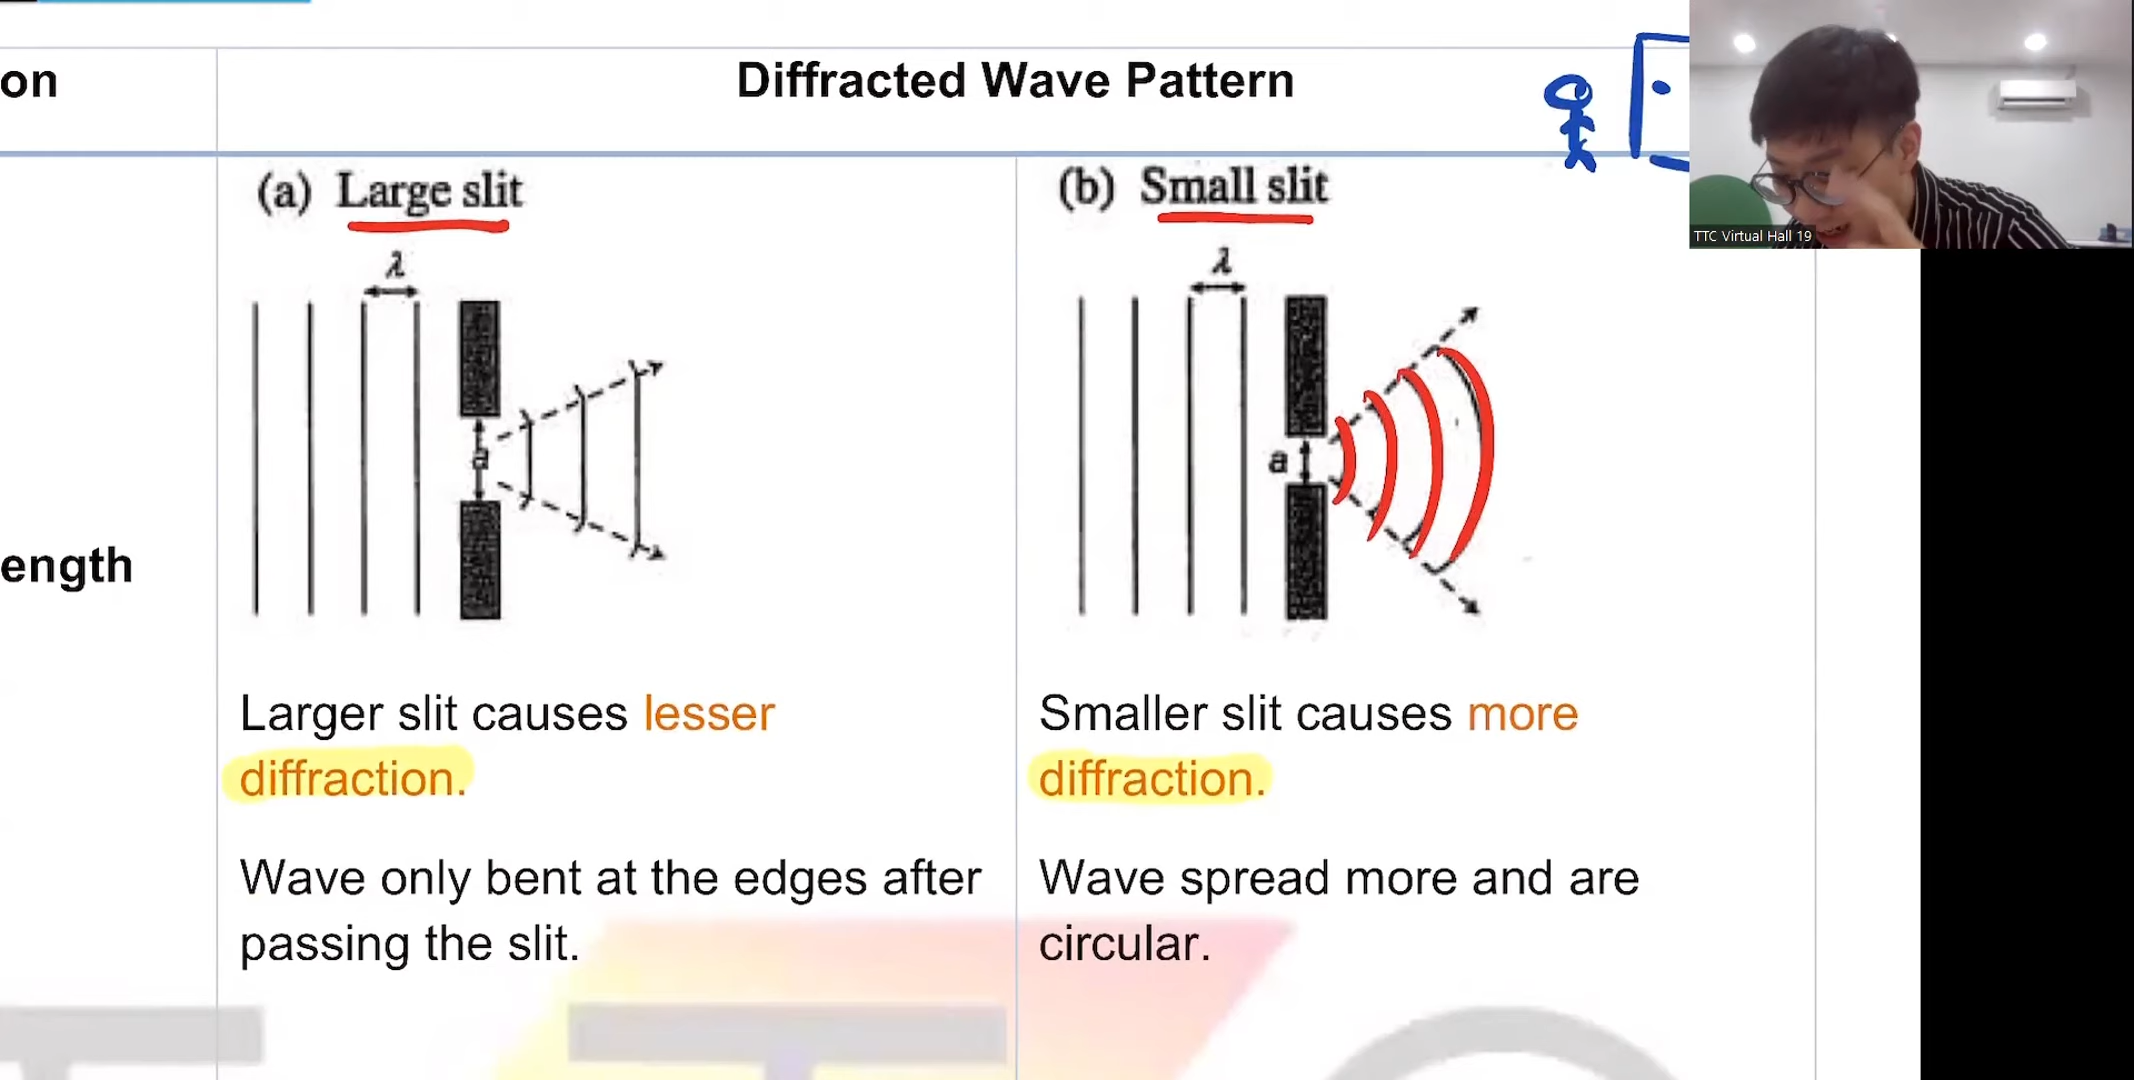 on
Diffracted Wave Pattern
TTC Virtual Hall 19
(a) Large slit
(b) Small slit
λ
λ
a
a
ength
Larger slit causes lesser
diffraction.
Wave only bent at the edges after
passing the slit.
Smaller slit causes more
diffraction.
Wave spread more and are
circular.